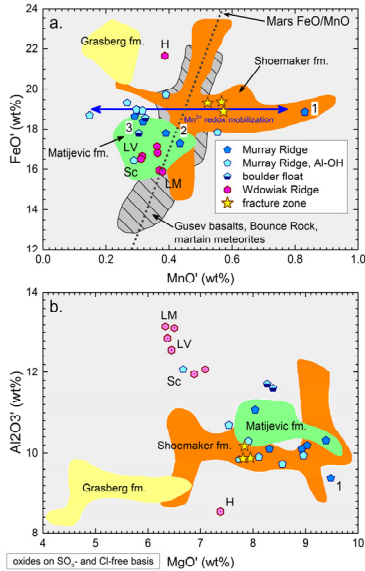 a.
Mars FeO/MnO
Grasberg fm.
H
Shoemaker fm.
Mn2+ redox mobilization
1
3
2
Matijevic fm.
LV
Sc
LM
Murray Ridge
Murray Ridge, Al-OH
boulder float
Wdowiak Ridge
fracture zone
Gusev basalts, Bounce Rock,
martain meteorites
22
20
18
16
14
12
FeO' (wt%)
0.0 0.2 0.4 0.6 0.8 1.0
MnO' (wt%)
b.
LM
LV
Sc
Matijevic fm.
Shoemaker fm.
Grasberg fm.
1
H
14
12
10
8
Al2O3' (wt%)
4 5 6 7 8 9 10
MgO' (wt%)
oxides on SO3- and Cl-free basis